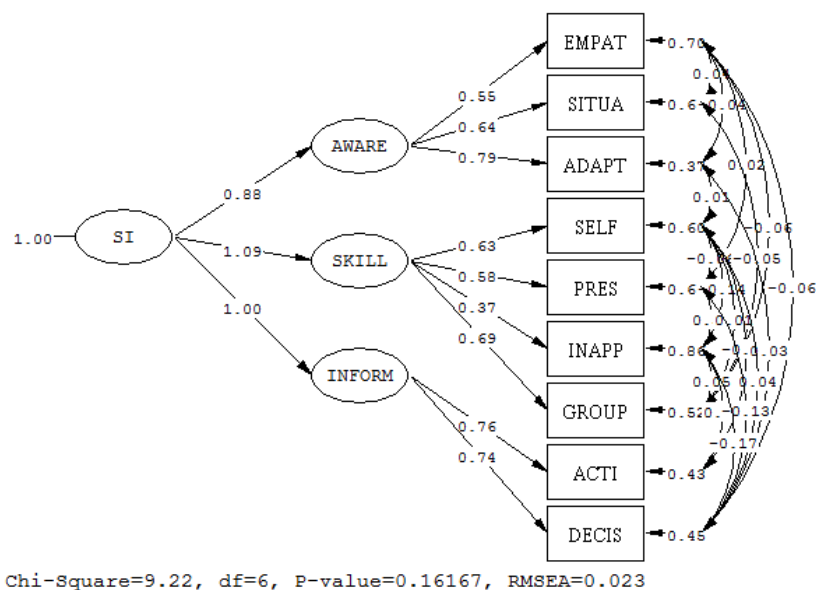 EMPAT
0.70
0.55
SITUA
0.64
AWARE
0.79
ADAPT
0.37
0.02
0.88
0.01
SELF
0.60
1.00
SI
0.63
-0.06
1.09
SKILL
0.58
-0.05
PRES
-0.06
0.37
1.00
0.69
INAPP
0.86
0.03
INFORM
0.05
0.04
GROUP
0.52
-0.13
0.76
-0.17
0.74
ACTI
0.43
DECIS
0.45
Chi-Square=9.22, df=6, P-value=0.16167, RMSEA=0.023